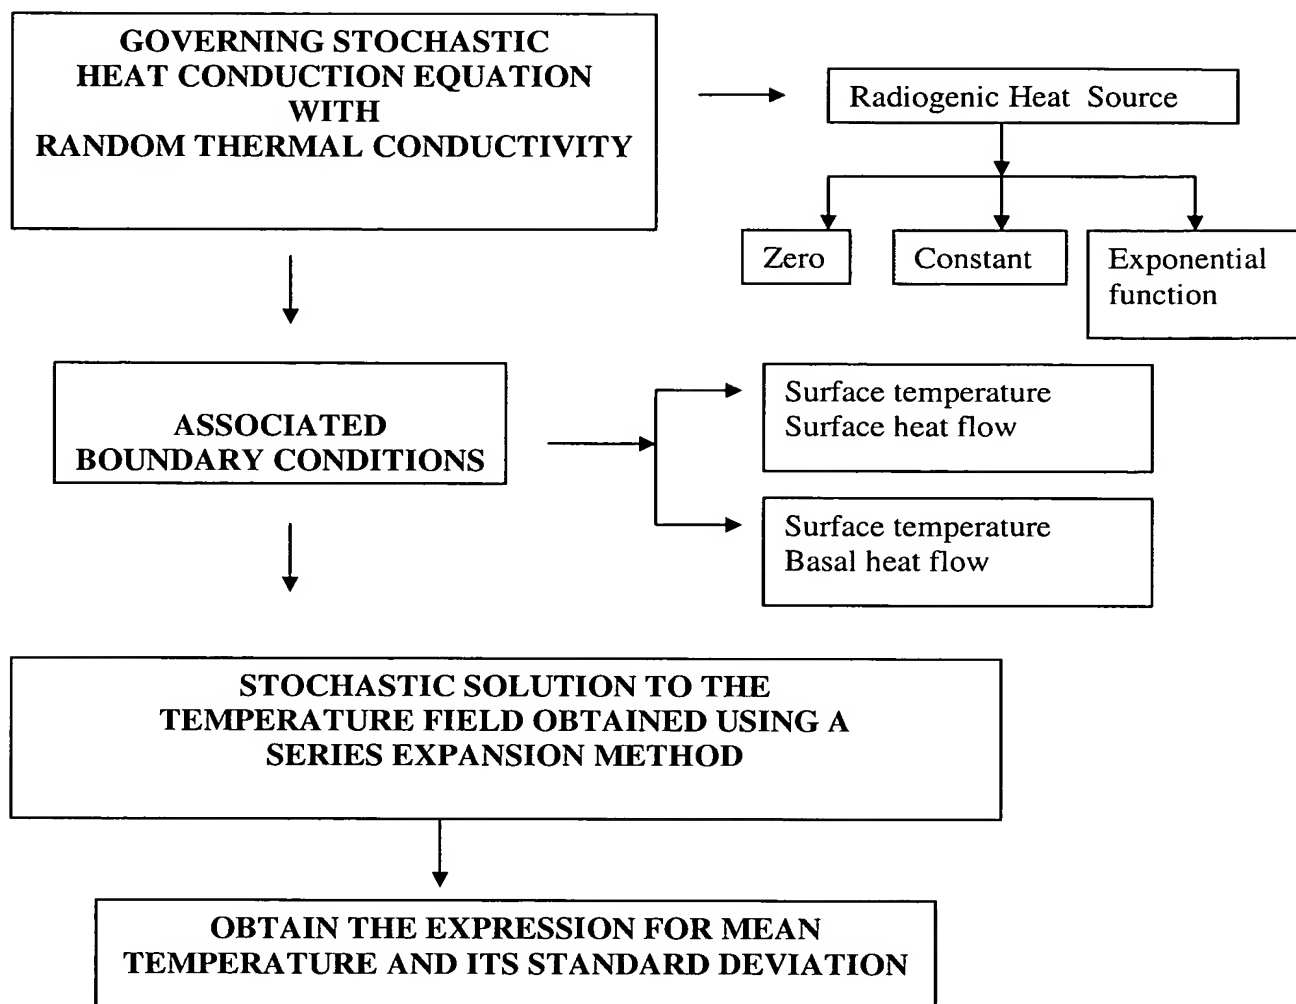 GOVERNING STOCHASTIC
HEAT CONDUCTION EQUATION
WITH
RANDOM THERMAL CONDUCTIVITY
Radiogenic Heat Source
Zero
Constant
Exponential
function
ASSOCIATED
BOUNDARY CONDITIONS
Surface temperature
Surface heat flow
Surface temperature
Basal heat flow
STOCHASTIC SOLUTION TO THE
TEMPERATURE FIELD OBTAINED USING A
SERIES EXPANSION METHOD
OBTAIN THE EXPRESSION FOR MEAN
TEMPERATURE AND ITS STANDARD DEVIATION